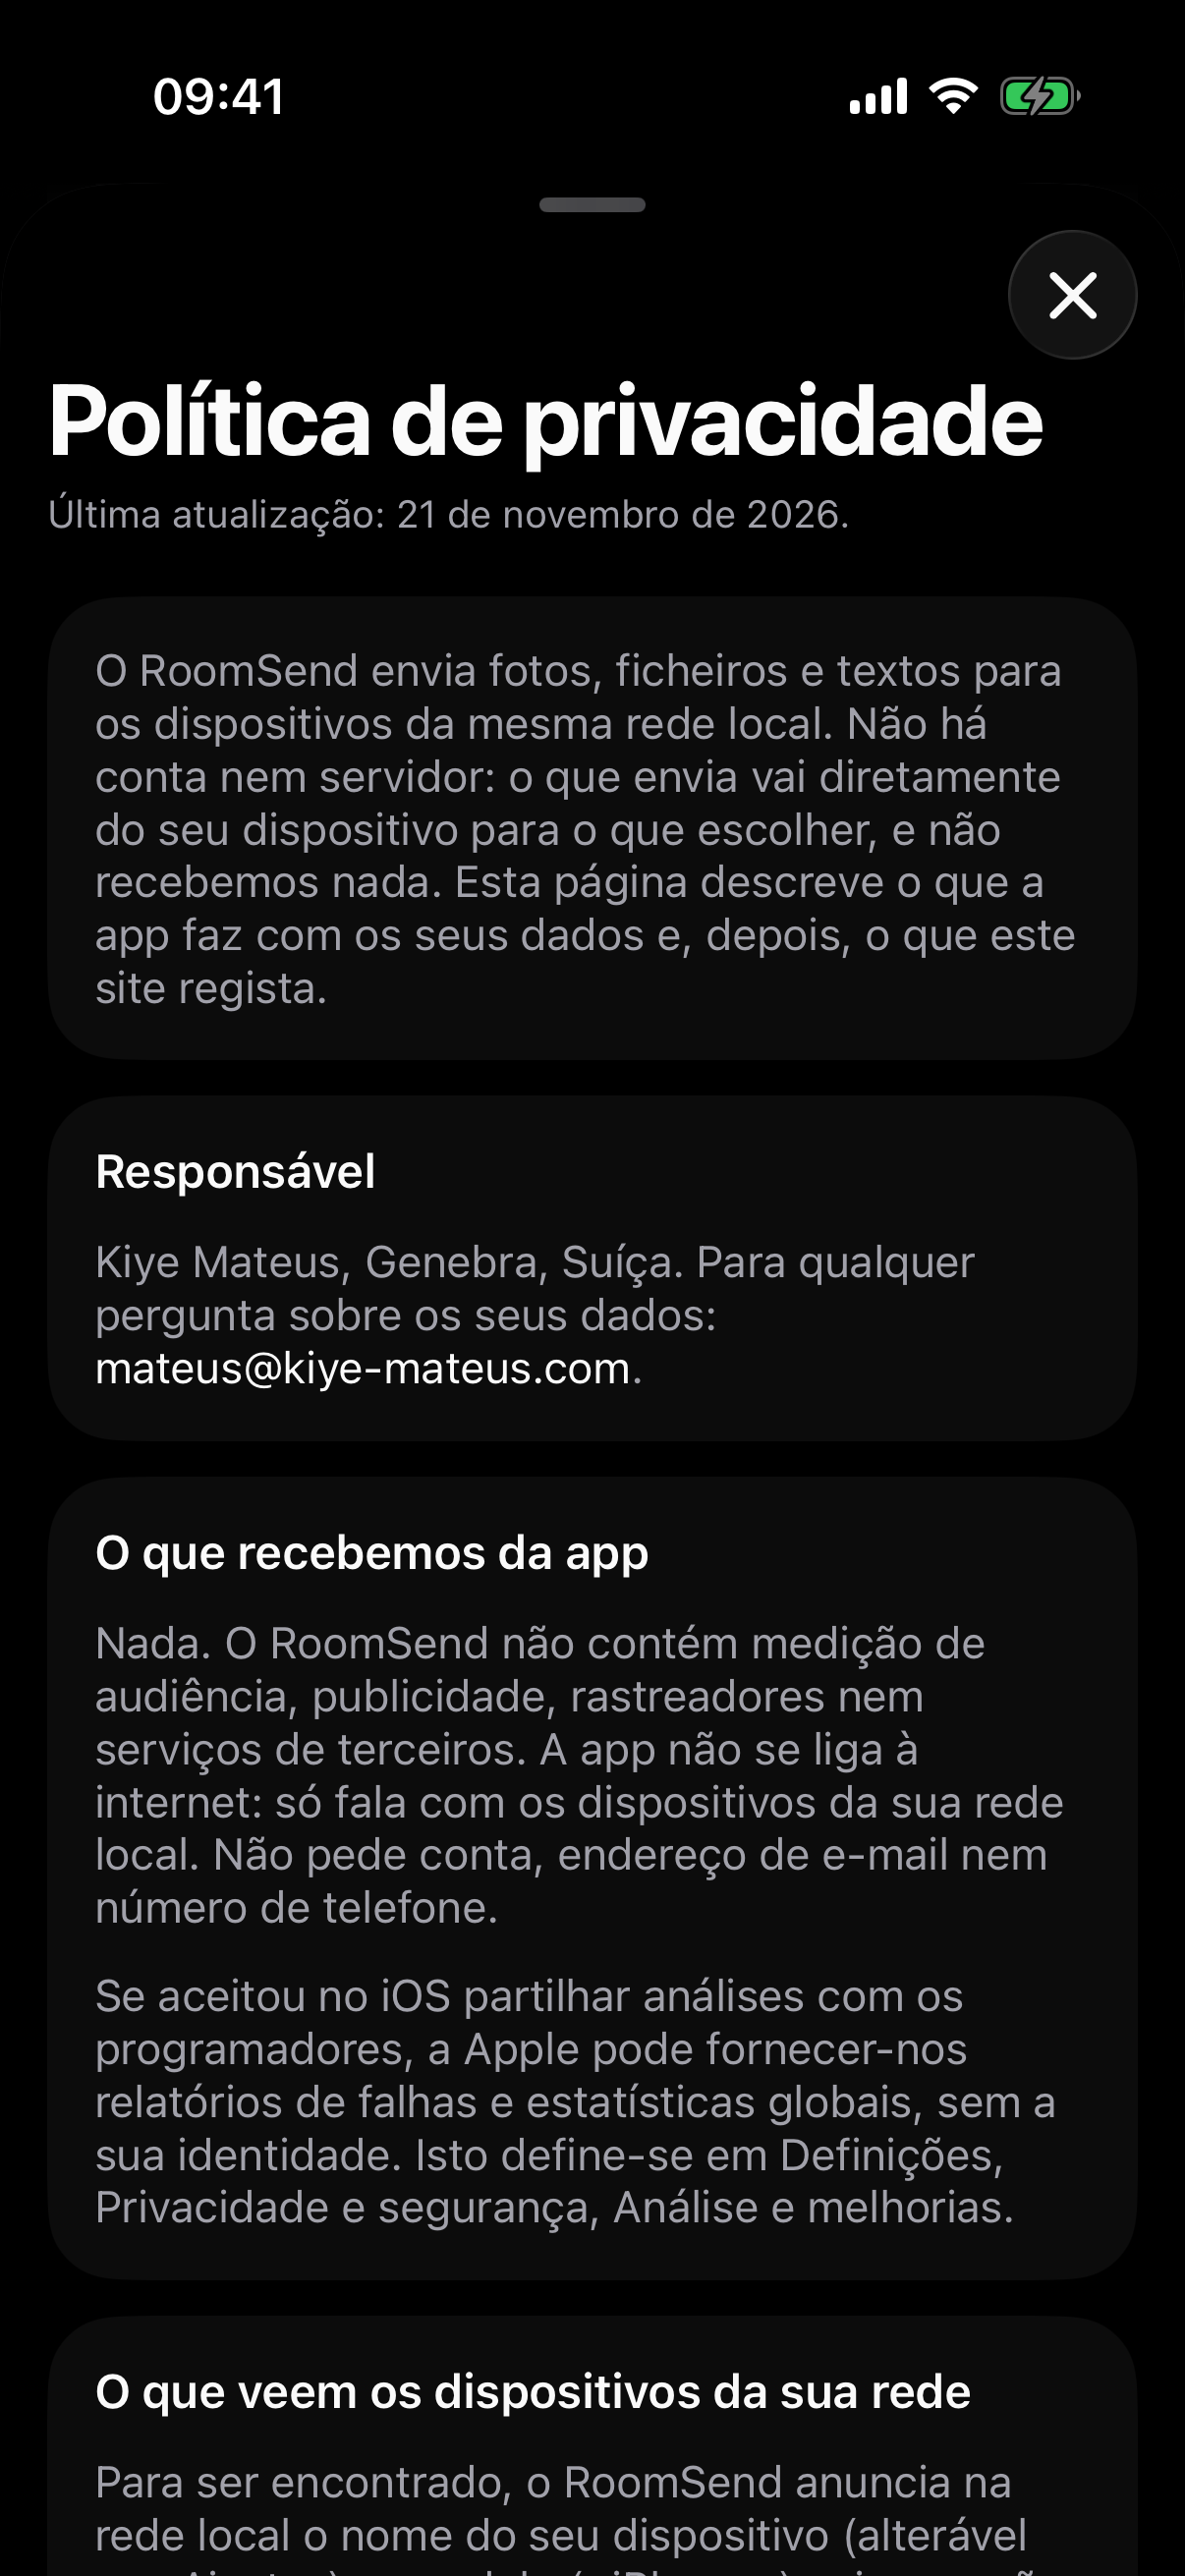 09:41
Política de privacidade
Última atualização: 21 de novembro de 2026.
O RoomSend envia fotos, ficheiros e textos para
os dispositivos da mesma rede local. Não há
conta nem servidor: o que envia vai diretamente
do seu dispositivo para o que escolher, e não
recebemos nada. Esta página descreve o que a
app faz com os seus dados e, depois, o que este
site regista.
Responsável
Kiye Mateus, Genebra, Suíça. Para qualquer
pergunta sobre os seus dados:
mateus@kiye-mateus.com.
O que recebemos da app
Nada. O RoomSend não contém medição de
audiência, publicidade, rastreadores nem
serviços de terceiros. A app não se liga à
internet: só fala com os dispositivos da sua rede
local. Não pede conta, endereço de e-mail nem
número de telefone.
Se aceitou no iOS partilhar análises com os
programadores, a Apple pode fornecer-nos
relatórios de falhas e estatísticas globais, sem a
sua identidade. Isto define-se em Definições,
Privacidade e segurança, Análise e melhorias.
O que veem os dispositivos da sua rede
Para ser encontrado, o RoomSend anuncia na
rede local o nome do seu dispositivo (alterável